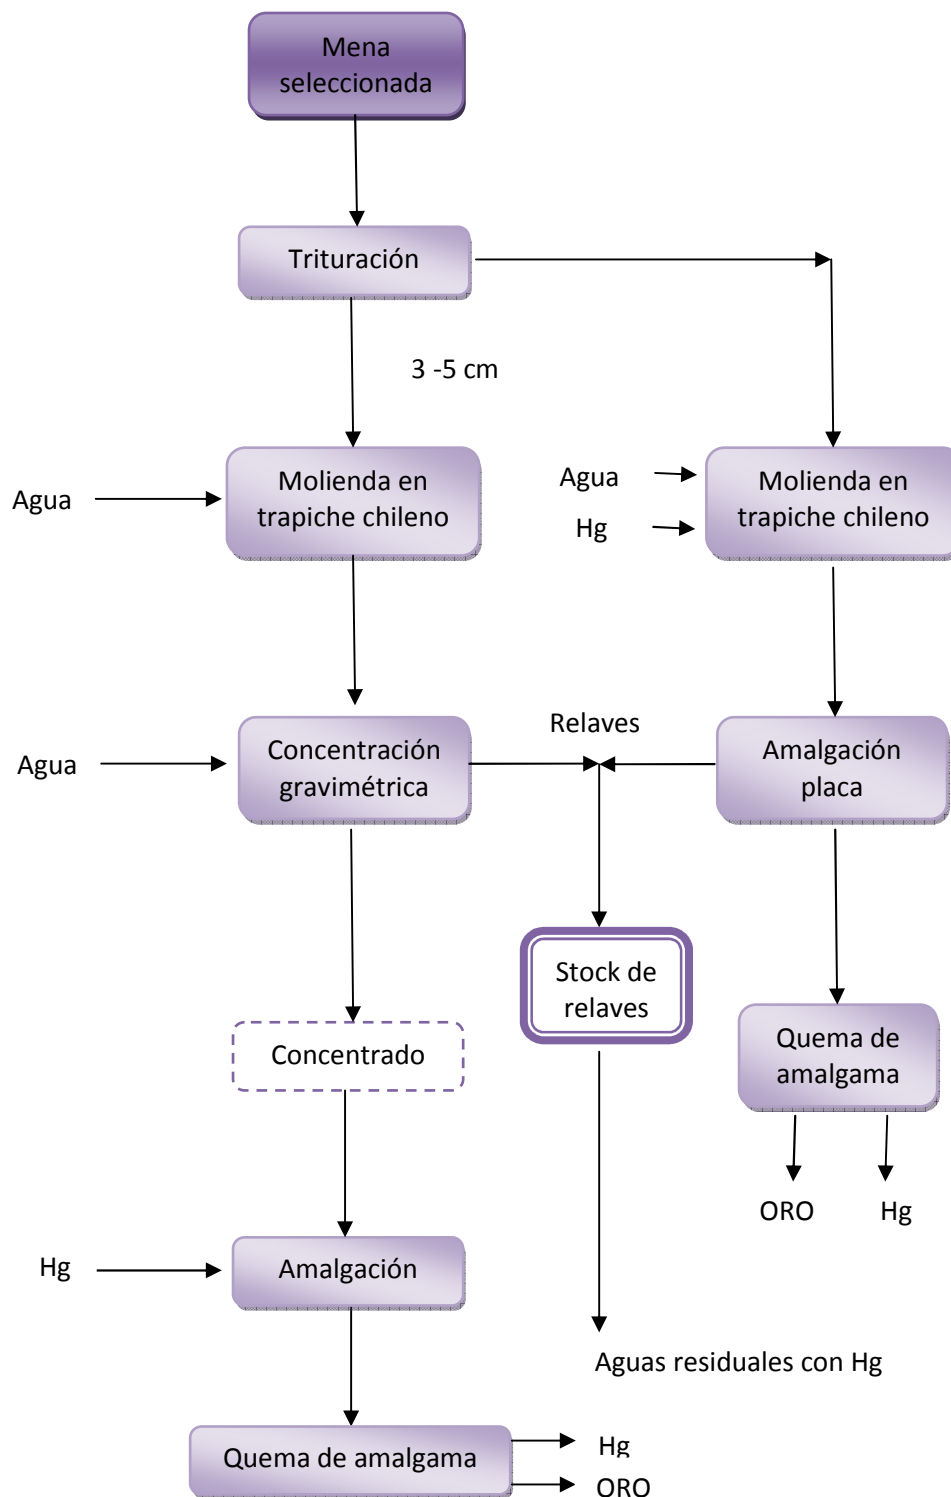 Mena
seleccionada
Trituración
3 -5 cm
Agua
Molienda en
trapiche chileno
Agua
Hg
Molienda en
trapiche chileno
Agua
Concentración
gravimétrica
Relaves
Amalgación
placa
Stock de
relaves
Concentrado
Quema de
amalgama
ORO
Hg
Hg
Amalgación
Aguas residuales con Hg
Quema de amalgama
Hg
ORO